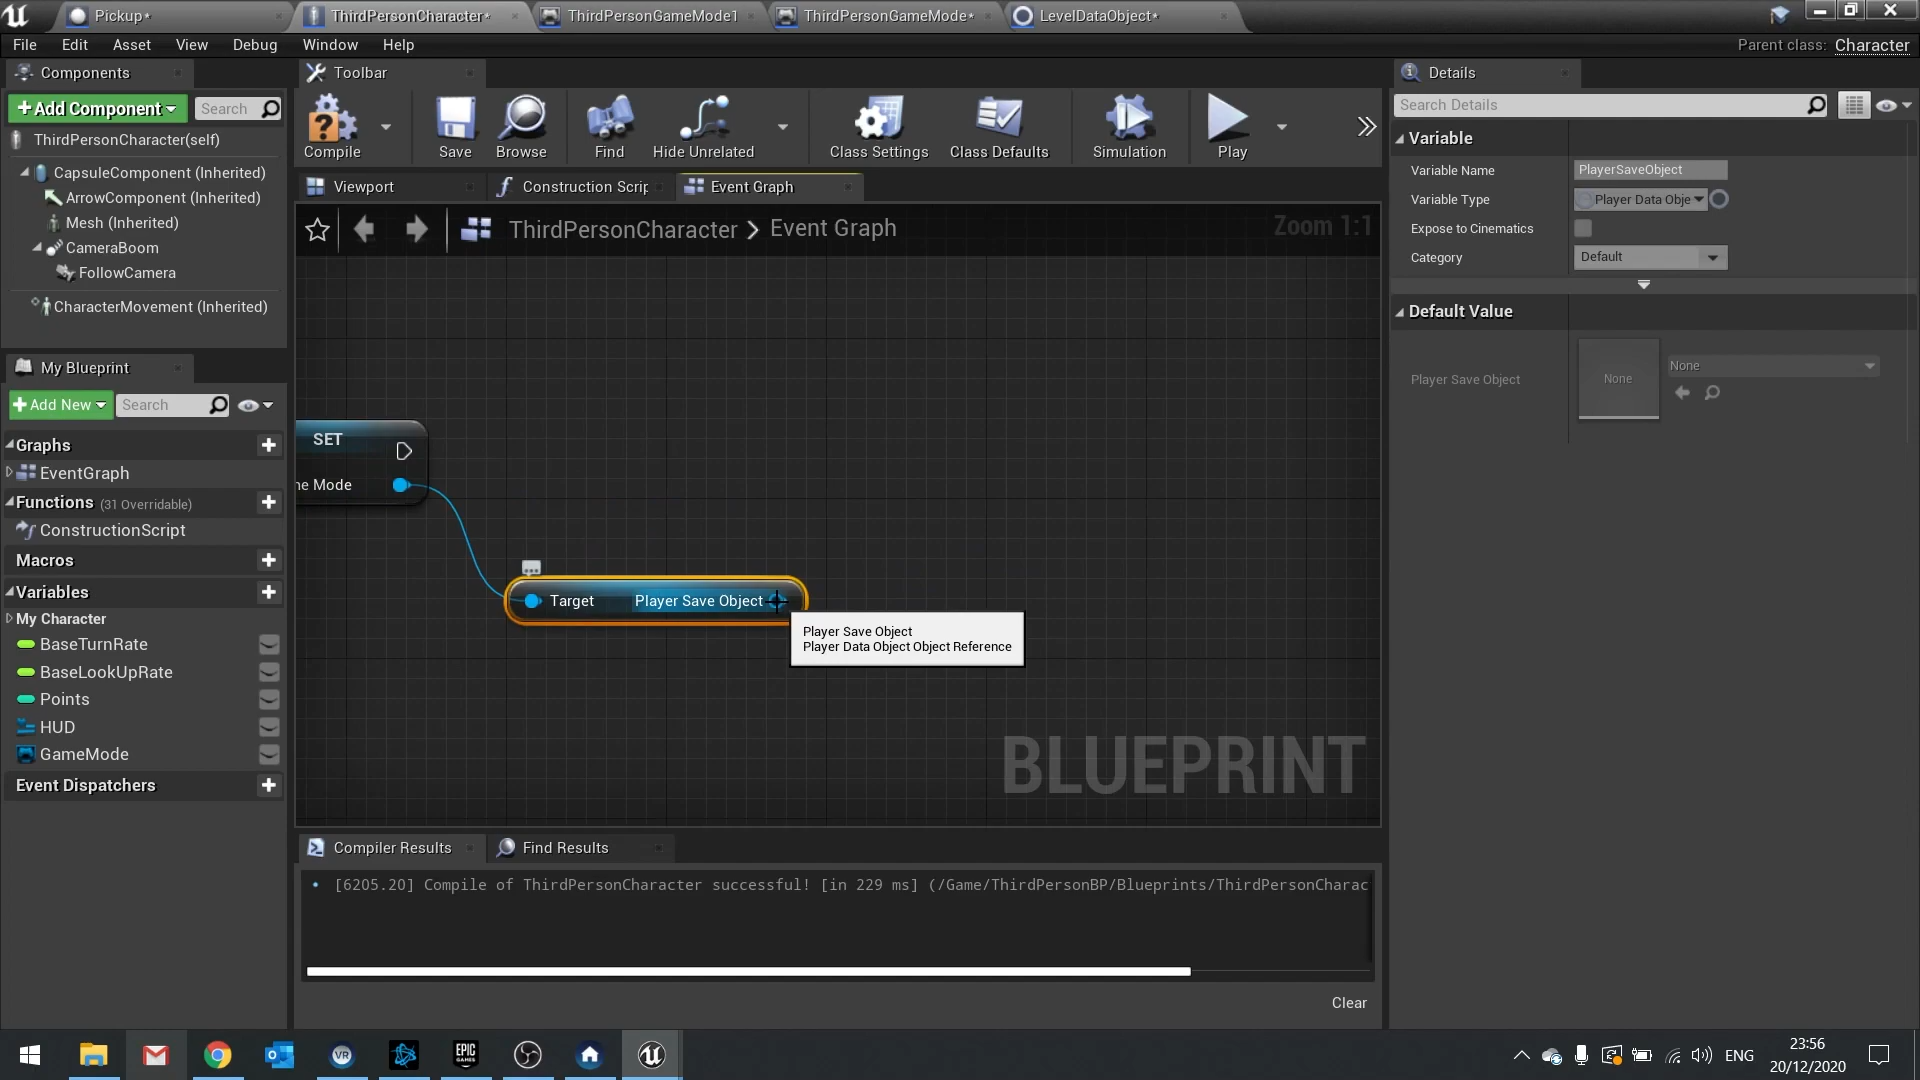 Pickup*
ThirdPersonCharacter*
ThirdPersonGameMode1
ThirdPersonGameMode*
LevelDataObject*
File Edit Asset View Debug Window Help
Parent class: Character
Components
+Add Component
Search
ThirdPersonCharacter(self)
CapsuleComponent (Inherited)
ArrowComponent (Inherited)
Mesh (Inherited)
CameraBoom
FollowCamera
CharacterMovement (Inherited)
My Blueprint
+Add New
Search
Graphs
EventGraph
Functions (31 Overridable)
ConstructionScript
Macros
Variables
My Character
BaseTurnRate
BaseLookUpRate
Points
HUD
GameMode
Event Dispatchers
Toolbar
Compile
Save
Browse
Find
Hide Unrelated
Class Settings
Class Defaults
Simulation
Play
Viewport
Construction Scrip
Event Graph
ThirdPersonCharacter > Event Graph
Zoom 1:1
SET
ne Mode
Target
Player Save Object
Player Save Object
Player Data Object Object Reference
BLUEPRINT
Compiler Results
Find Results
[6205.20] Compile of ThirdPersonCharacter successful! [in 229 ms] (/Game/ThirdPersonBP/Blueprints/ThirdPersonCharac
Clear
Details
Search Details
Variable
Variable Name
PlayerSaveObject
Variable Type
Player Data Obje
Expose to Cinematics
Category
Default
Default Value
Player Save Object
None
None
VR
EPIC
GAMES
ENG
23:56
20/12/2020